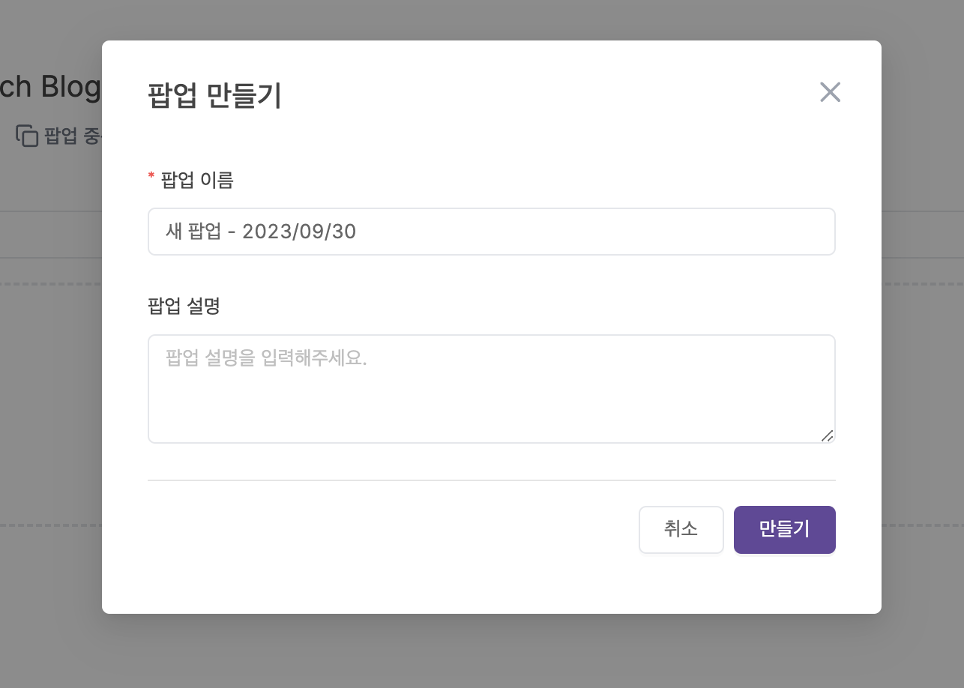 ch Blog
팝업 중
팝업 만들기
* 팝업 이름
새 팝업 - 2023/09/30
팝업 설명
팝업 설명을 입력해주세요.
취소
만들기